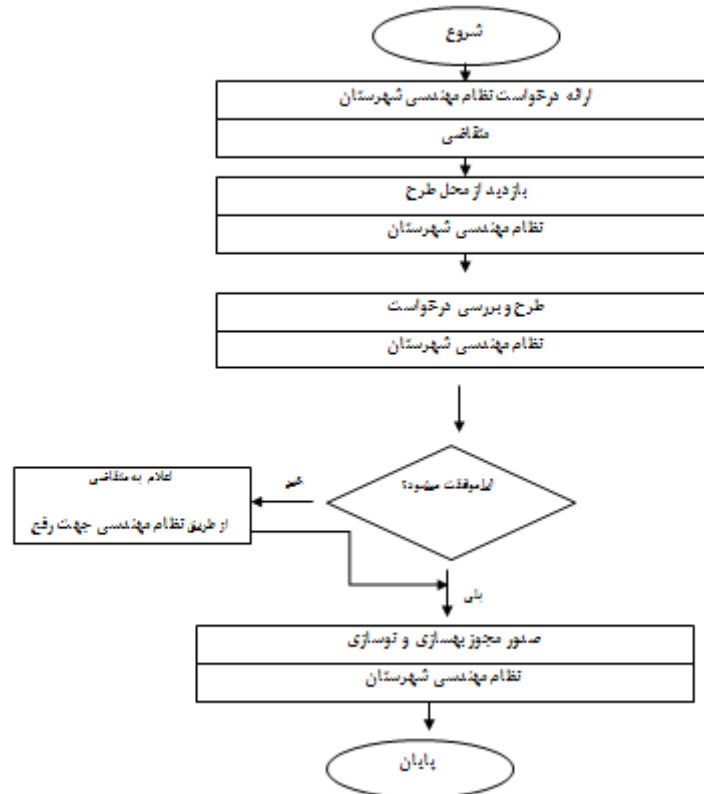 شروع
ارائه درخواست نظام مهندسی شهرستان
متقاضی
بازدید از محل طرح
نظام مهندسی شهرستان
طرح و بررسی درخواست
نظام مهندسی شهرستان
ایاموافقت میشود؟
خیر
اعلام به متقاضی
از طریق نظام مهندسی جهت رفع
بلی
صدور مجوز بهسازی و نوسازی
نظام مهندسی شهرستان
پایان